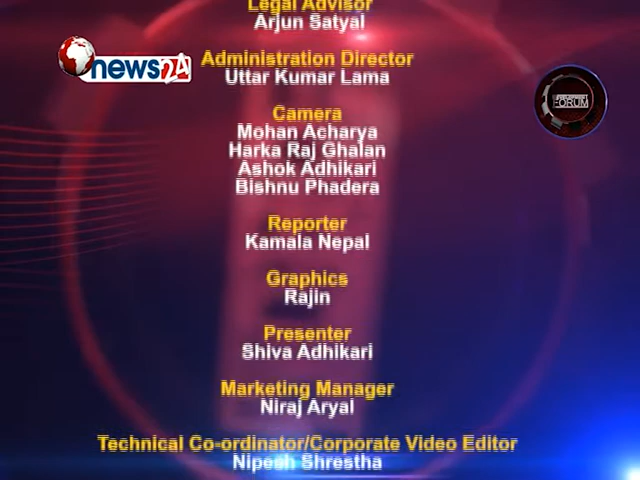 Legal Advisor
Arjun Satyal
news24
Administration Director
Uttar Kumar Lama
FORUM
Camera
Mohan Acharya
Harka Raj Ghalan
Ashok Adhikari
Bishnu Phadera
Reporter
Kamala Nepal
Graphics
Rajin
Presenter
Shiva Adhikari
Marketing Manager
Niraj Aryal
Technical Co-ordinator/Corporate Video Editor
Nipesh Shrestha